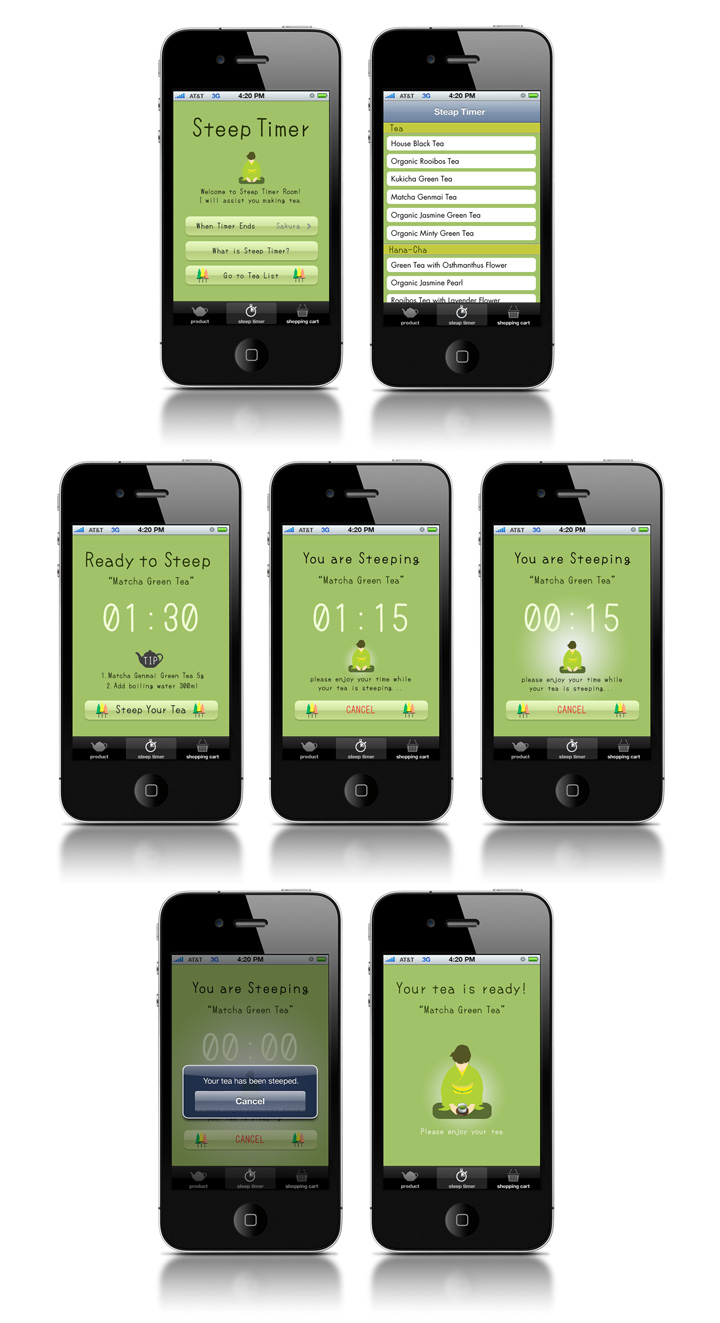 AT&T 3G 4:20 PM
Steep Timer
Welcome to Steep Timer Room!
I will assist you making tea.
When Timer Ends Sakura
What is Steep Timer?
Go to Tea List
product steep timer shopping cart
AT&T 3G 4:20 PM
Steap Timer
Tea
House Black Tea
Organic Rooibos Tea
Kukicha Green Tea
Matcha Genmai Tea
Organic Jasmine Green Tea
Organic Minty Green Tea
Hana-Cha
Green Tea with Osthmanthus Flower
Organic Jasmine Pearl
Rooibos Tea with Lavender Flower
product steep timer shopping cart
AT&T 3G 4:20 PM
Ready to Steep
“Matcha Green Tea”
01:30
TIP
1.Matcha Genmai Green Tea 5g
2.Add boiling water 300ml
Steep Your Tea
product steep timer shopping cart
AT&T 3G 4:20 PM
You are Steeping
“Matcha Green Tea”
01:15
please enjoy your time while
your tea is steeping...
CANCEL
product steep timer shopping cart
AT&T 3G 4:20 PM
You are Steeping
“Matcha Green Tea”
00:15
please enjoy your time while
your tea is steeping...
CANCEL
product steep timer shopping cart
AT&T 3G 4:20 PM
You are Steeping
“Matcha Green Tea”
00:00
Your tea has been steeped.
Cancel
CANCEL
product steep timer shopping cart
AT&T 3G 4:20 PM
Your tea is ready!
“Matcha Green Tea”
Please enjoy your tea
product steep timer shopping cart